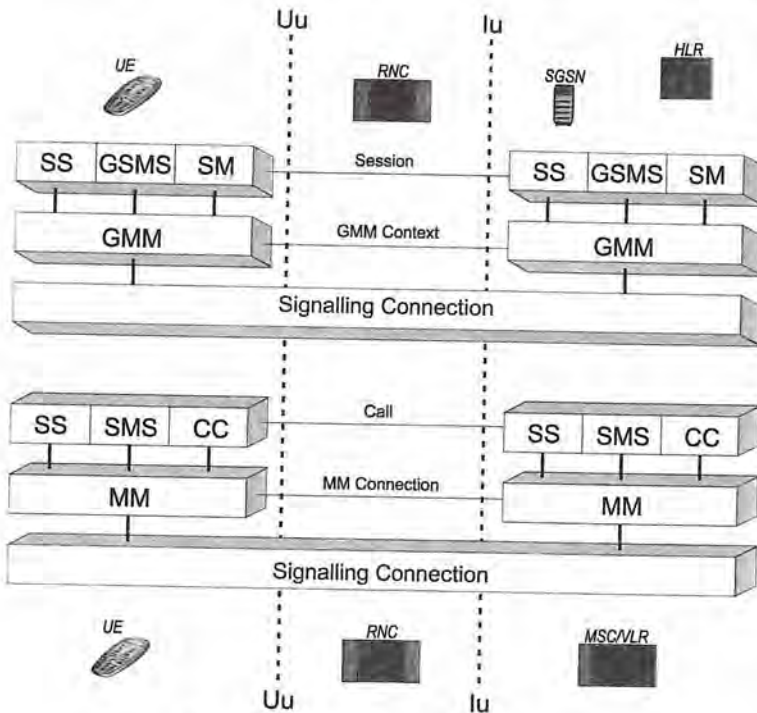 Uu Iu
UE RNC SGSN HLR
SS GSMS SM Session SS GSMS SM
GMM GMM Context GMM
Signalling Connection
SS SMS CC Call SS SMS CC
MM MM Connection MM
Signalling Connection
UE RNC MSC/VLR
Uu Iu